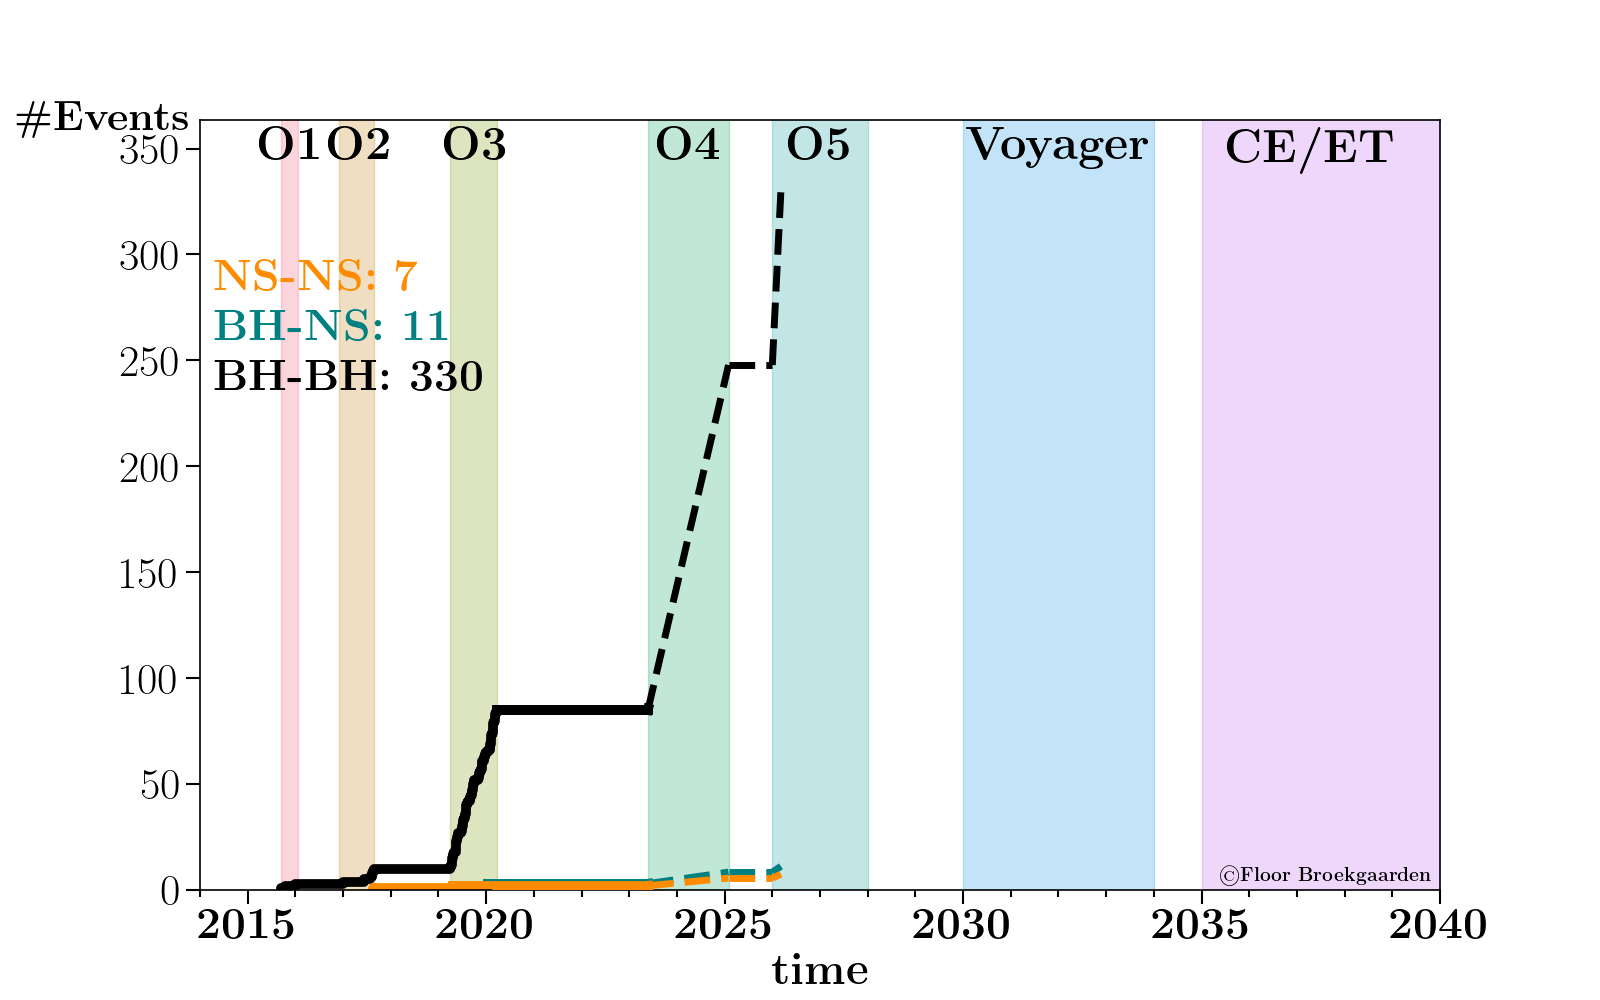 #Events
O1 O2 O3 O4 O5 Voyager CE/ET
350
300
NS-NS: 7
BH-NS: 11
250
BH-BH: 330
200
150
100
50
0
©Floor Broekgaarden
2015 2020 2025 2030 2035 2040
time